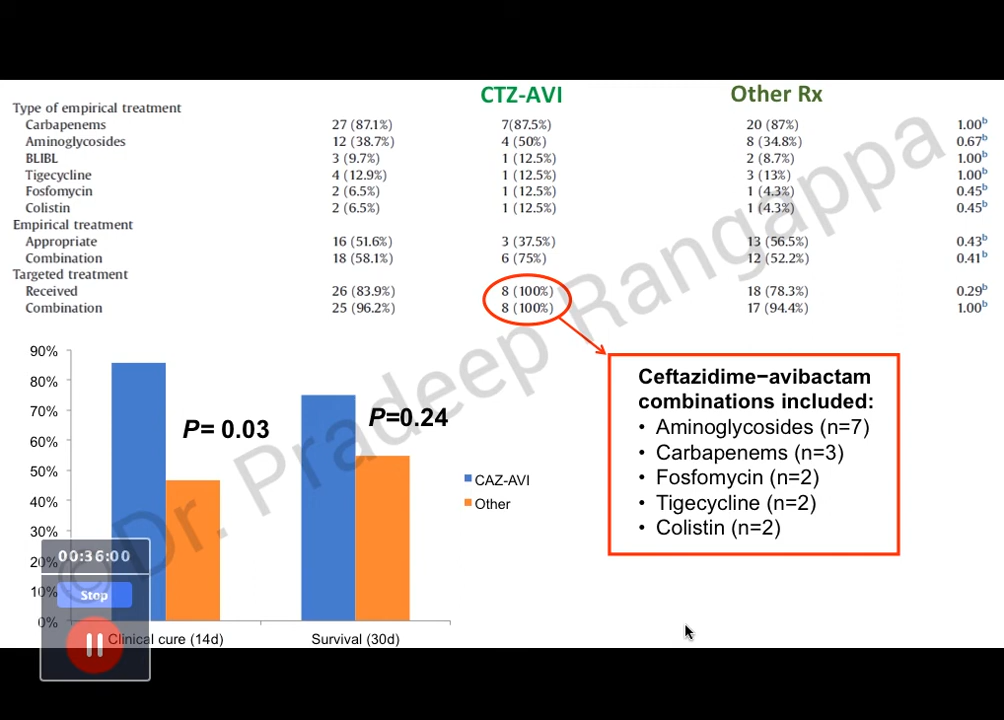 CTZ-AVI Other Rx
Type of empirical treatment
Carbapenems 27 (87.1%) 7(87.5%) 20 (87%) 1.00b
Aminoglycosides 12 (38.7%) 4 (50%) 8 (34.8%) 0.67b
BLIBL 3 (9.7%) 1 (12.5%) 2 (8.7%) 1.00b
Tigecycline 4 (12.9%) 1 (12.5%) 3 (13%) 1.00b
Fosfomycin 2 (6.5%) 1 (12.5%) 1 (4.3%) 0.45b
Colistin 2 (6.5%) 1 (12.5%) 1 (4.3%) 0.45b
Empirical treatment
Appropriate 16 (51.6%) 3 (37.5%) 13 (56.5%) 0.43b
Combination 18 (58.1%) 6 (75%) 12 (52.2%) 0.41b
Targeted treatment
Received 26 (83.9%) 8 (100%) 18 (78.3%) 0.29b
Combination 25 (96.2%) 8 (100%) 17 (94.4%) 1.00b
© Dr. Pradeep Rangappa
90%
80%
70%
60%
50%
40%
30%
20%
10%
0%
P= 0.03
P=0.24
Clinical cure (14d) Survival (30d)
CAZ-AVI
Other
Ceftazidime–avibactam
combinations included:
• Aminoglycosides (n=7)
• Carbapenems (n=3)
• Fosfomycin (n=2)
• Tigecycline (n=2)
• Colistin (n=2)
00:36:00
Stop